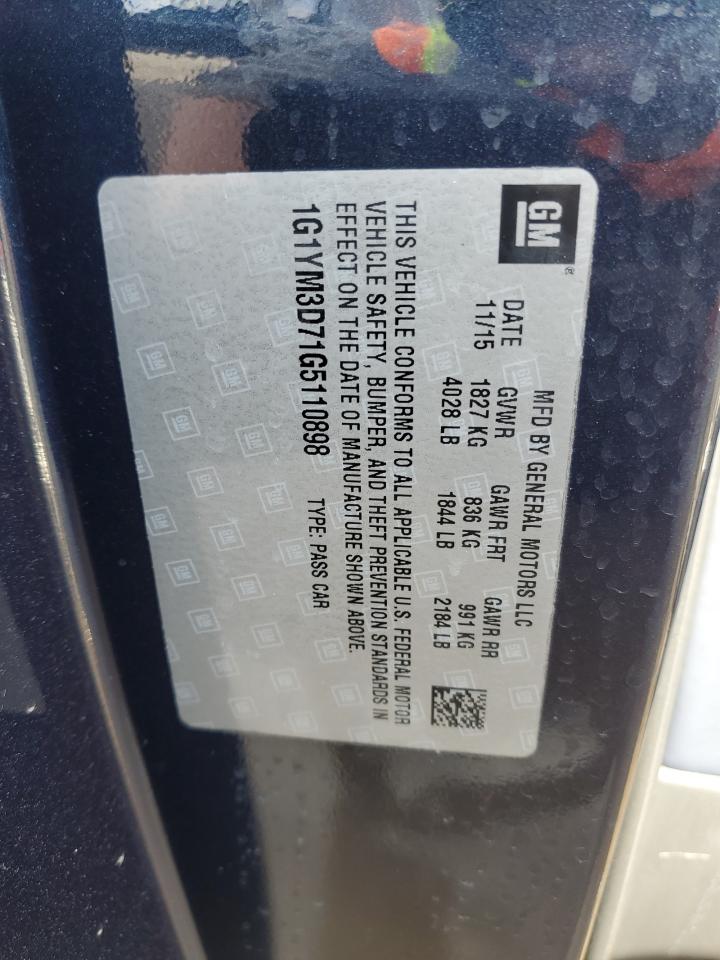 GM
MFD BY GENERAL MOTORS LLC
DATE GVWR GAWR FRT GAWR RR
11/15 1827 KG 836 KG 991 KG
4028 LB 1844 LB 2184 LB
THIS VEHICLE CONFORMS TO ALL APPLICABLE U.S. FEDERAL MOTOR
VEHICLE SAFETY, BUMPER, AND THEFT PREVENTION STANDARDS IN
EFFECT ON THE DATE OF MANUFACTURE SHOWN ABOVE.
1G1YM3D71G5110898 TYPE: PASS CAR